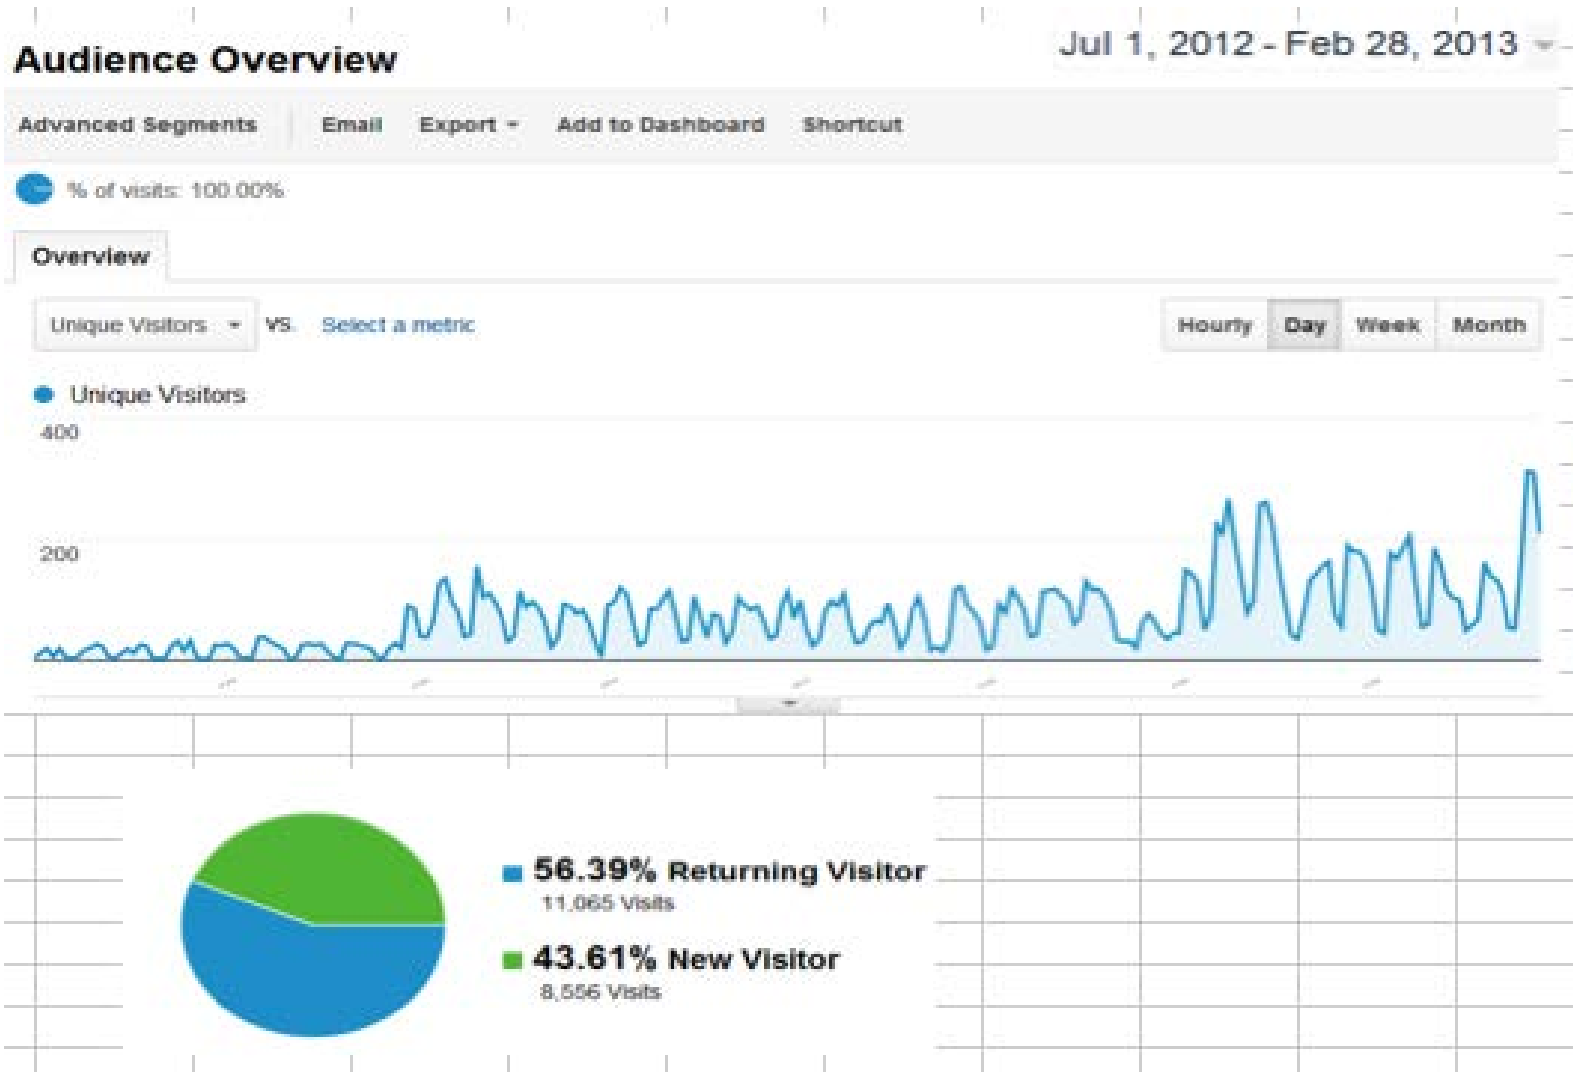 Audience Overview
Jul 1, 2012 - Feb 28, 2013
Advanced Segments Email Export Add to Dashboard Shortcut
% of visits: 100.00%
Overview
Unique Visitors VS. Select a metric
Hourly Day Week Month
Unique Visitors
400
200
56.39% Returning Visitor
11,065 Visits
43.61% New Visitor
8,556 Visits